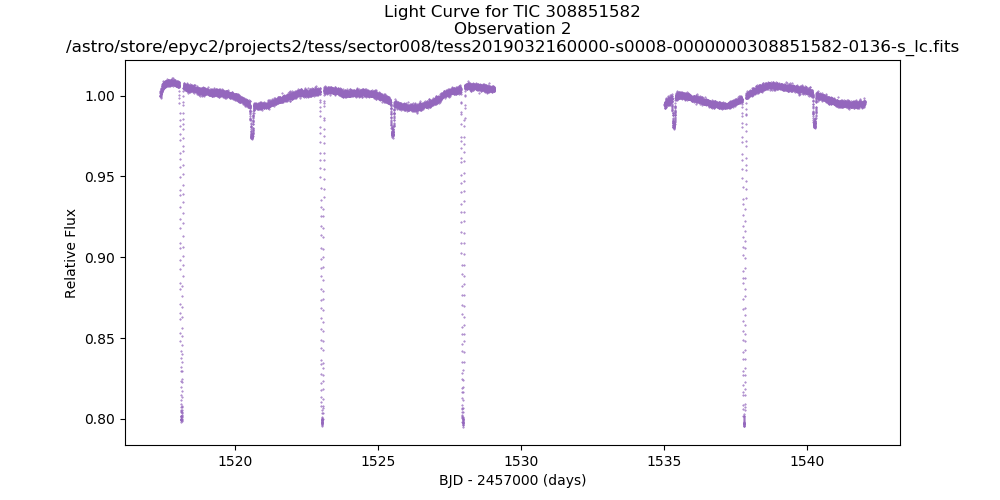 Light Curve for TIC 308851582
Observation 2
/astro/store/epyc2/projects2/tess/sector008/tess2019032160000-s0008-0000000308851582-0136-s_lc.fits
1.00
0.95
0.90
0.85
0.80
Relative Flux
1520
1525
1530
1535
1540
BJD - 2457000 (days)